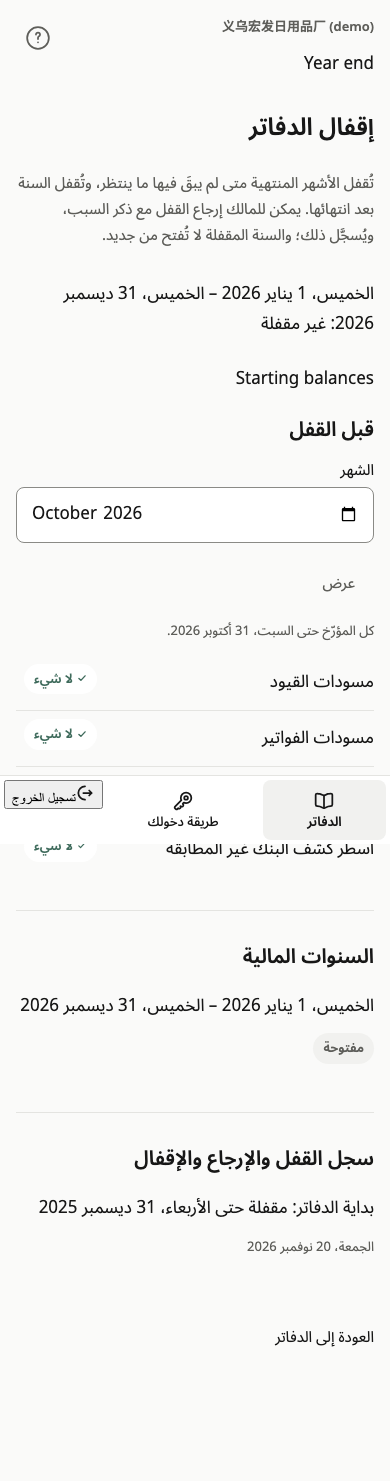 义乌宏发日用品厂 (demo)
Year end
إقفال الدفاتر
تُقفل الأشهر المنتهية متى لم يبقَ فيها ما ينتظر، وتُقفل السنة
بعد انتهائها. يمكن للمالك إرجاع القفل مع ذكر السبب،
ويُسجَّل ذلك؛ والسنة المقفلة لا تُفتح من جديد.
الخميس، 1 يناير 2026 – الخميس، 31 ديسمبر
2026: غير مقفلة
Starting balances
قبل القفل
الشهر
October 2026
عرض
كل المؤرّخ حتى السبت، 31 أكتوبر 2026.
مسودات القيود
لا شيء
مسودات الفواتير
لا شيء
الدفاتر
طريقة دخولك
تسجيل الخروج
أسطر كشف البنك غير المطابقة
لا شيء
السنوات المالية
الخميس، 1 يناير 2026 – الخميس، 31 ديسمبر 2026
مفتوحة
سجل القفل والإرجاع والإقفال
بداية الدفاتر: مقفلة حتى الأربعاء، 31 ديسمبر 2025
الجمعة، 20 نوفمبر 2026
العودة إلى الدفاتر